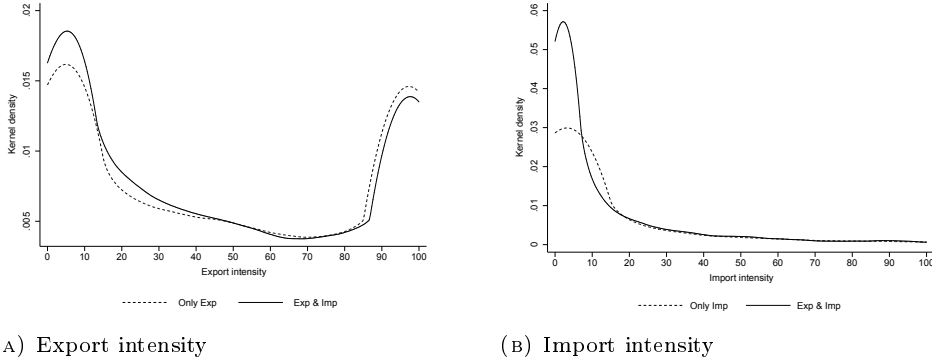 .02
.015
.01
.005
Kernel density
0 10 20 30 40 50 60 70 80 90 100
Export intensity
Only Exp Exp & Imp
A) Export intensity
.06
.05
.04
.03
.02
.01
0
Kernel density
0 10 20 30 40 50 60 70 80 90 100
Import intensity
Only Imp Exp & Imp
(B) Import intensity